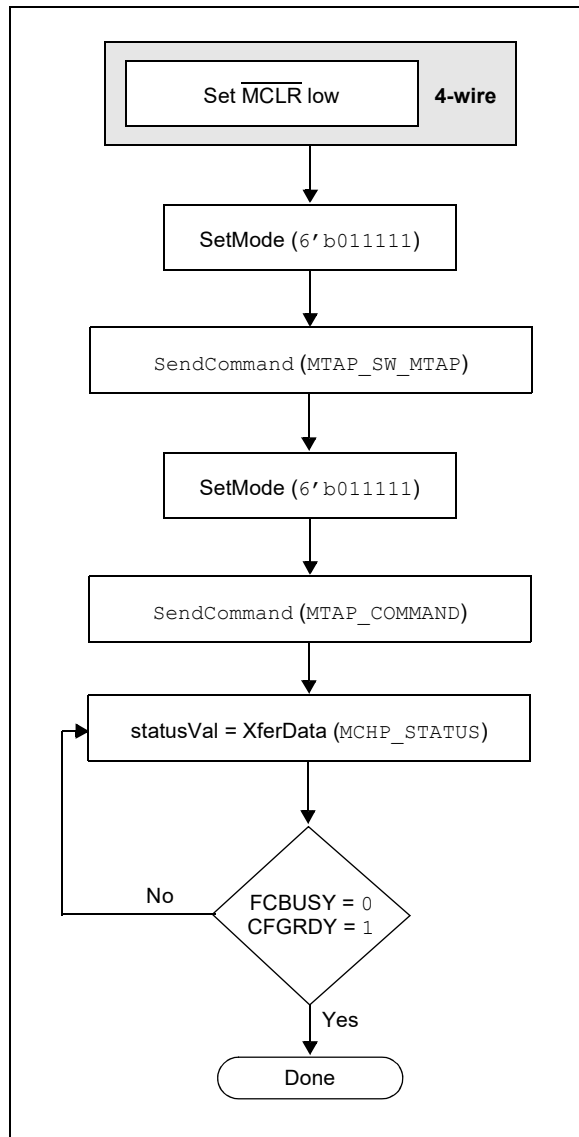 Set MCLR low
4-wire
SetMode (6’b011111)
SendCommand (MTAP_SW_MTAP)
SetMode (6’b011111)
SendCommand (MTAP_COMMAND)
statusVal = XferData (MCHP_STATUS)
No
FCBUSY = 0
CFGRDY = 1
Yes
Done